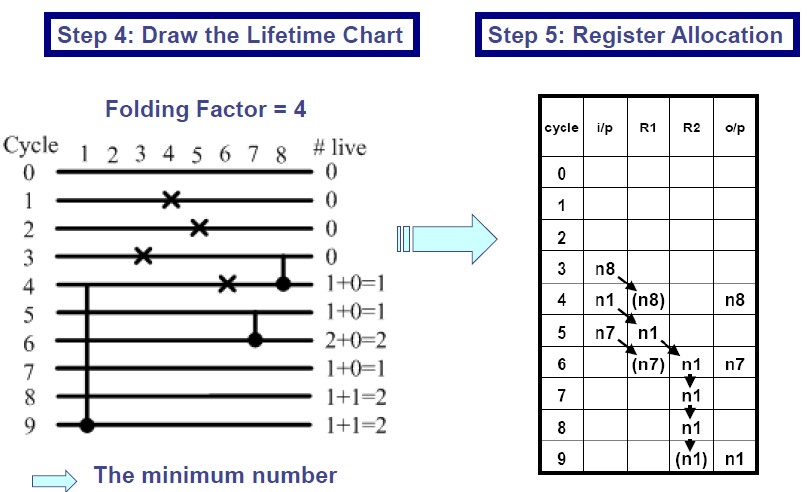 Step 4: Draw the Lifetime Chart
Step 5: Register Allocation
Folding Factor = 4
Cycle 1 2 3 4 5 6 7 8 # live
0 0
1 0
2 0
3 0
4 1+0=1
5 1+0=1
6 2+0=2
7 1+0=1
8 1+1=2
9 1+1=2
The minimum number
cycle i/p R1 R2 o/p
0
1
2
3 n8
4 n1 (n8) n8
5 n7 n1
6 (n7) n1 n7
7 n1
8 n1
9 (n1) n1